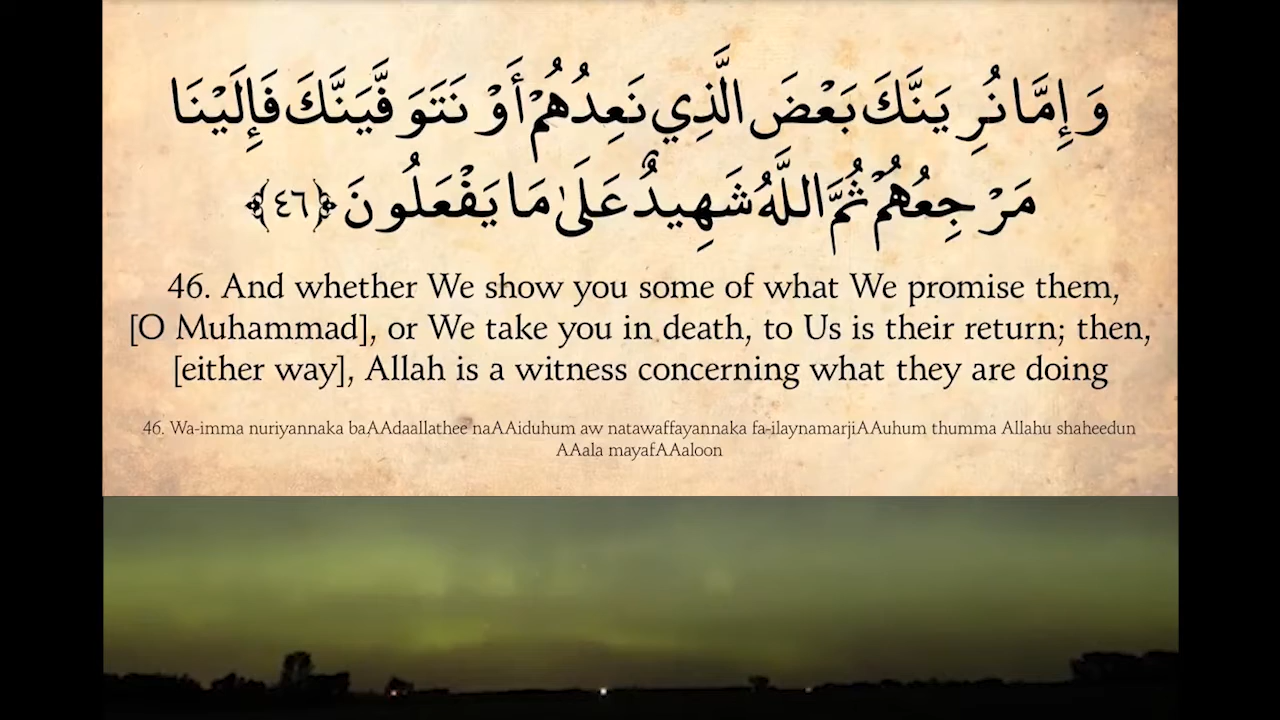 وَإِمَّا نُرِيَنَّكَ بَعْضَ الَّذِي نَعِدُهُمْ أَوْ نَتَوَفَّيَنَّكَ فَإِلَيْنَا
مَرْجِعُهُمْ ثُمَّ اللَّهُ شَهِيدٌ عَلَىٰ مَا يَفْعَلُونَ ﴿٤٦﴾
46. And whether We show you some of what We promise them,
[O Muhammad], or We take you in death, to Us is their return; then,
[either way], Allah is a witness concerning what they are doing
46. Wa-imma nuriyannaka baAAdaallathee naAAiduhum aw natawaffayannaka fa-ilaynamarjiAAuhum thumma Allahu shaheedun
AAala mayafAAaloon